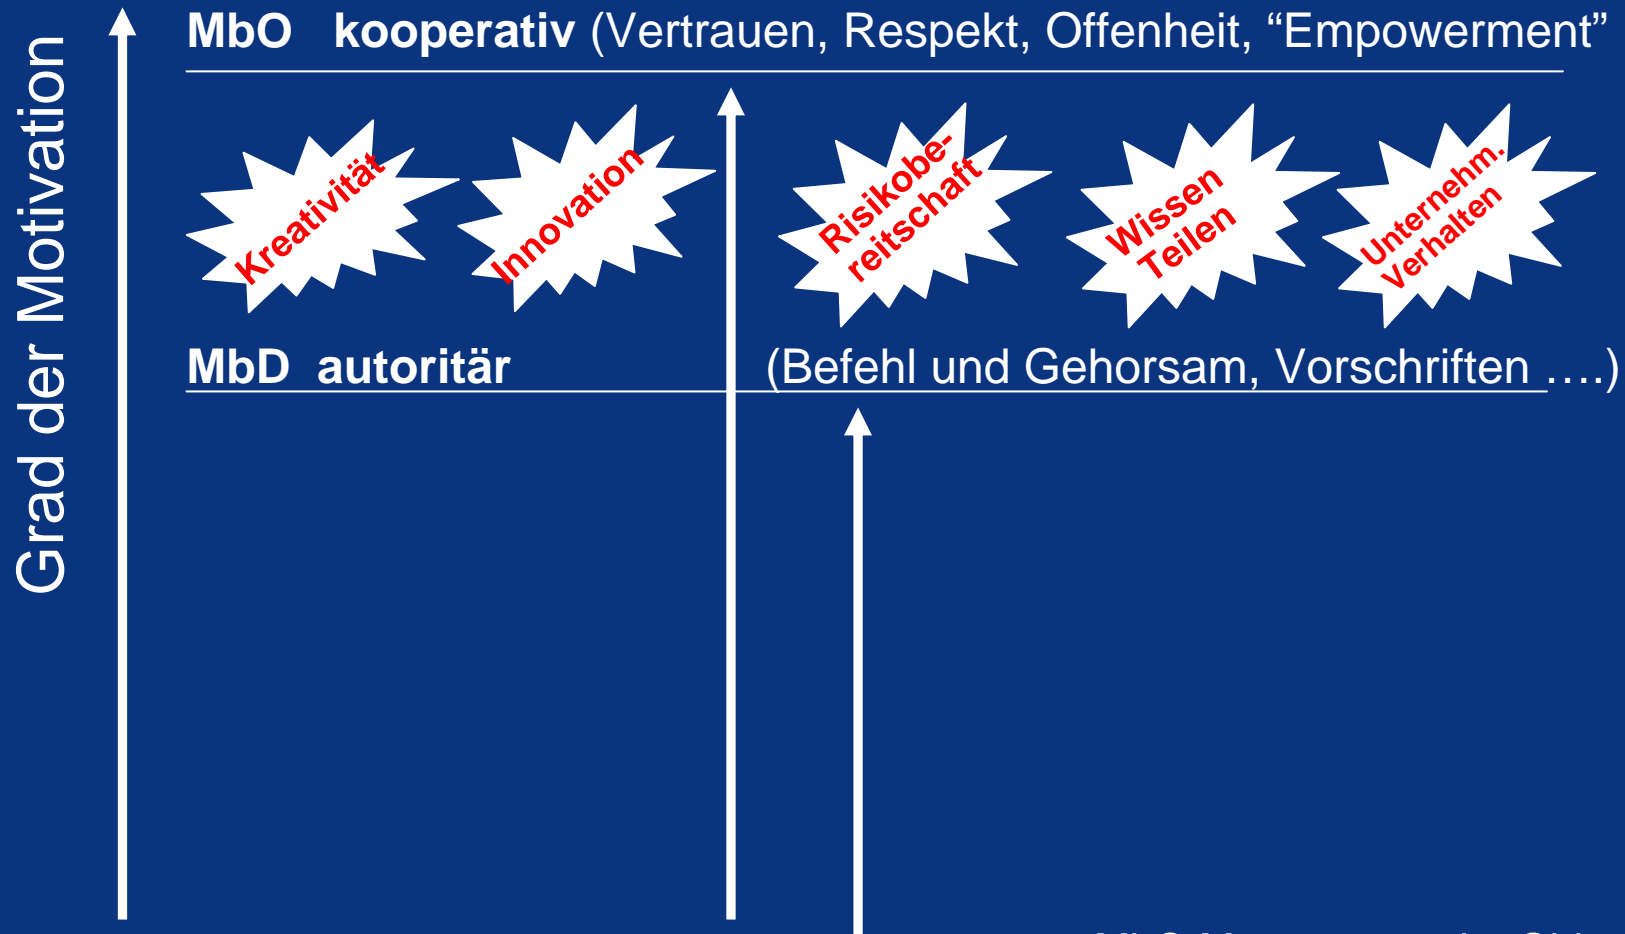 Grad der Motivation
MbO kooperativ (Vertrauen, Respekt, Offenheit, “Empowerment”
Kreativität
Innovation
Risikobe-
reitschaft
Wissen
Teilen
Unternehm.
Verhalten
MbD autoritär (Befehl und Gehorsam, Vorschriften ….)